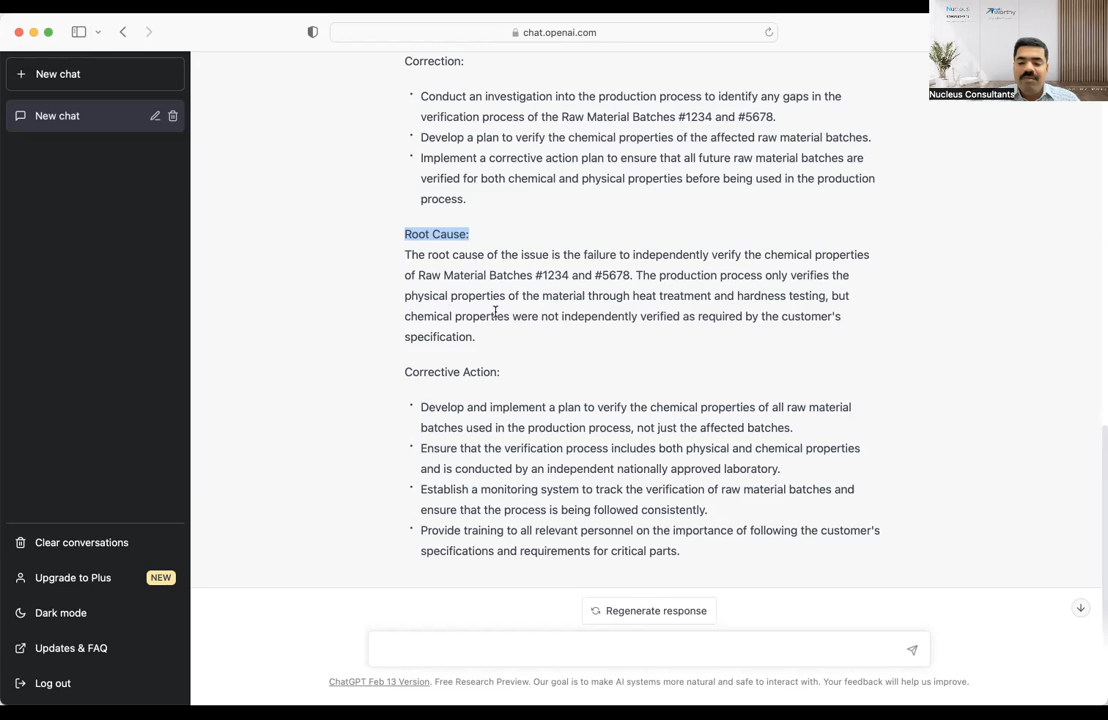 chat.openai.com
New chat
New chat
Clear conversations
Upgrade to Plus
NEW
Dark mode
Updates & FAQ
Log out
Correction:
Conduct an investigation into the production process to identify any gaps in the
verification process of the Raw Material Batches #1234 and #5678.
Develop a plan to verify the chemical properties of the affected raw material batches.
Implement a corrective action plan to ensure that all future raw material batches are
verified for both chemical and physical properties before being used in the production
process.
Root Cause:
The root cause of the issue is the failure to independently verify the chemical properties
of Raw Material Batches #1234 and #5678. The production process only verifies the
physical properties of the material through heat treatment and hardness testing, but
chemical properties were not independently verified as required by the customer's
specification.
Corrective Action:
Develop and implement a plan to verify the chemical properties of all raw material
batches used in the production process, not just the affected batches.
Ensure that the verification process includes both physical and chemical properties
and is conducted by an independent nationally approved laboratory.
Establish a monitoring system to track the verification of raw material batches and
ensure that the process is being followed consistently.
Provide training to all relevant personnel on the importance of following the customer's
specifications and requirements for critical parts.
Regenerate response
ChatGPT Feb 13 Version. Free Research Preview. Our goal is to make AI systems more natural and safe to interact with. Your feedback will help us improve.
Nucleus Consultants